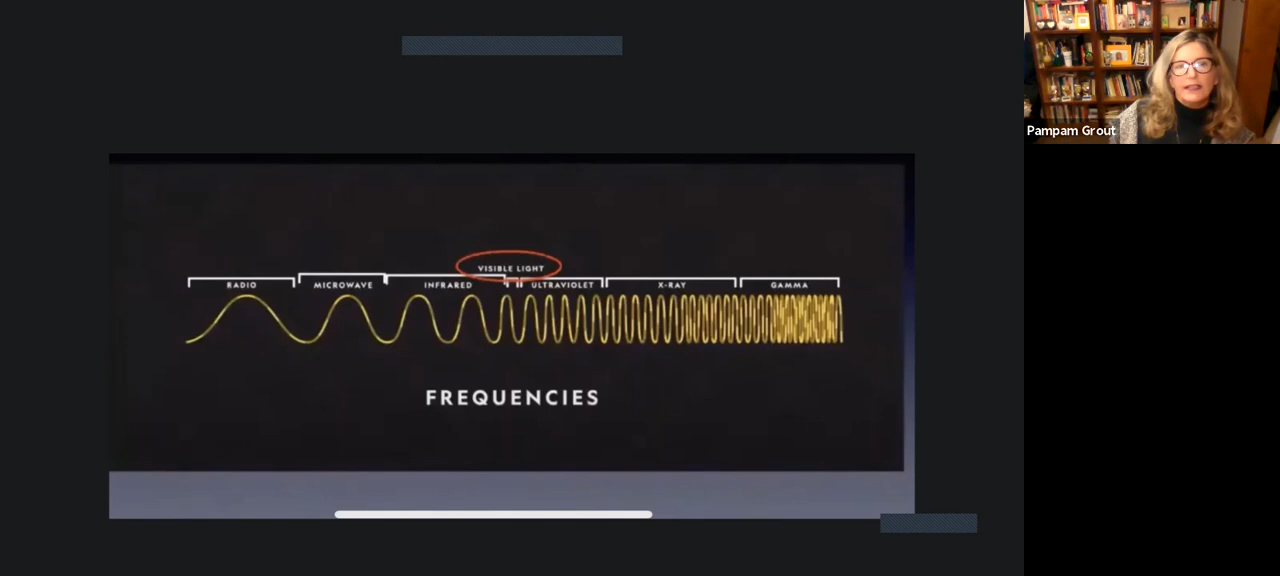 VISIBLE LIGHT
RADIO MICROWAVE INFRARED ULTRAVIOLET X-RAY GAMMA
FREQUENCIES
Pampam Grout